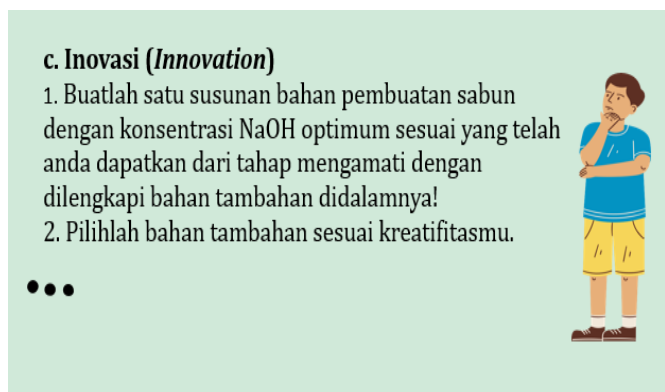 c. Inovasi (Innovation)
1. Buatlah satu susunan bahan pembuatan sabun
dengan konsentrasi NaOH optimum sesuai yang telah
anda dapatkan dari tahap mengamati dengan
dilengkapi bahan tambahan didalamnya!
2. Pilihlah bahan tambahan sesuai kreatifitasmu.